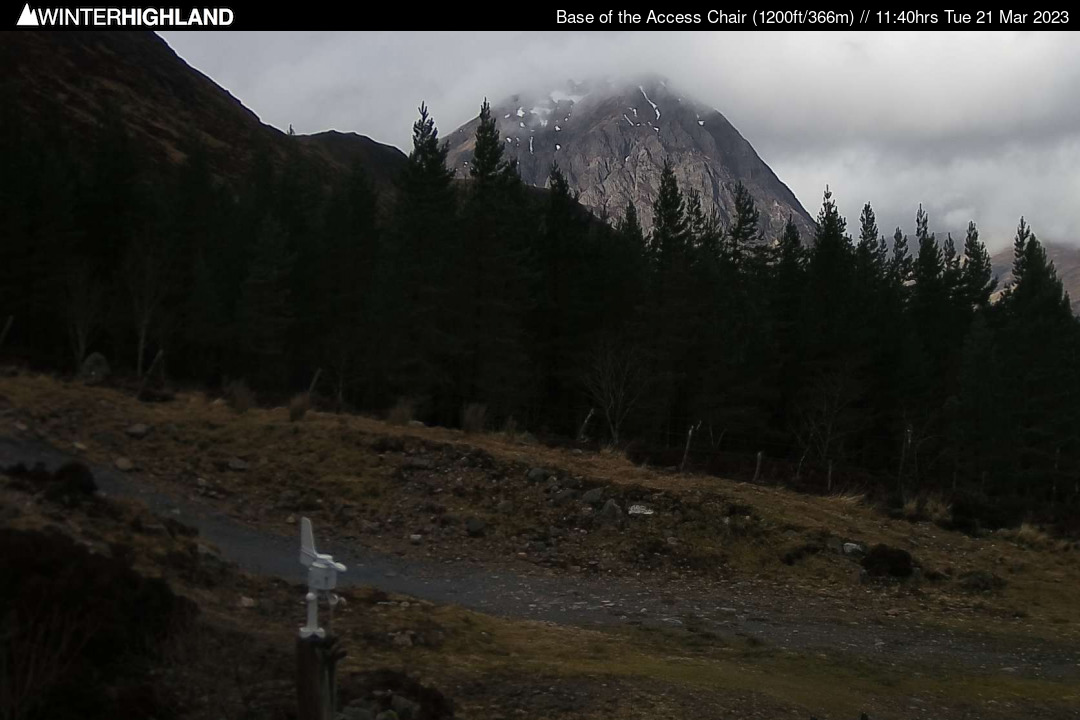 WINTERHIGHLAND
Base of the Access Chair (1200ft/366m) // 11:40hrs Tue 21 Mar 2023